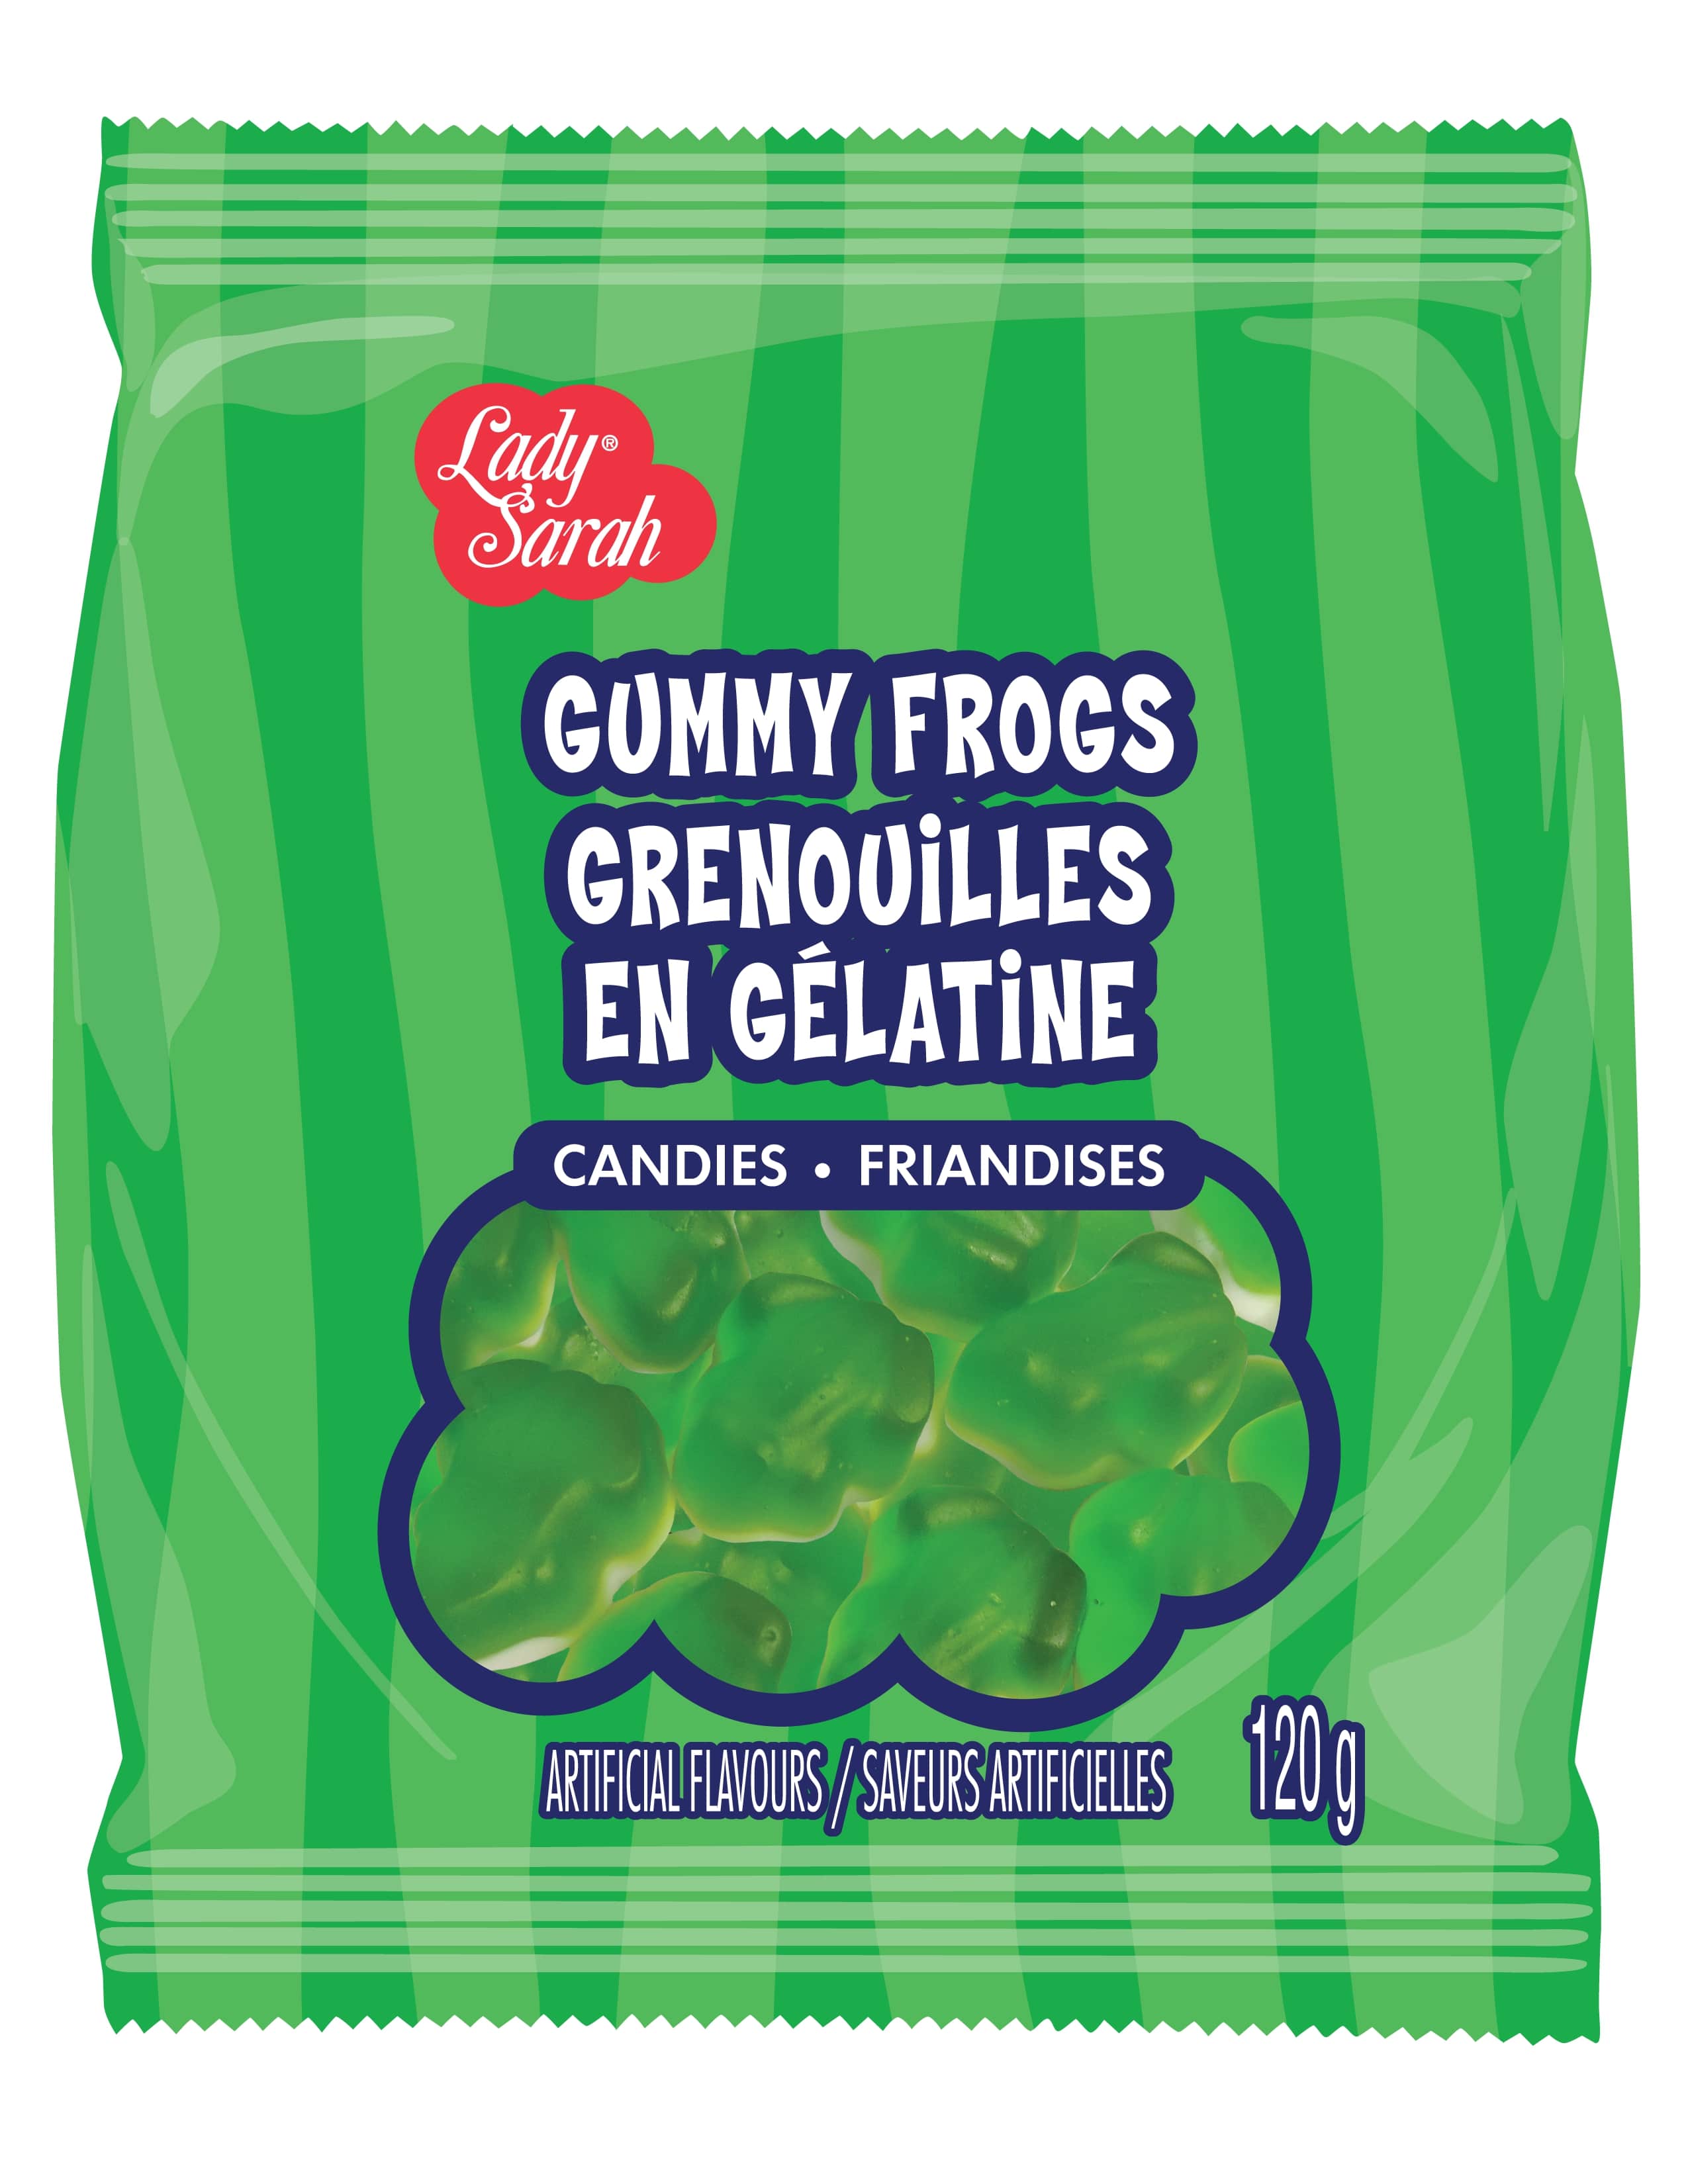 Lady®
Sarah
GUMMY FROGS
GRENOUiLLES
EN GÉLATiNE
CANDIES • FRIANDISES
ARTIFICIAL FLAVOURS / SAVEURS ARTIFICIELLES
120 g